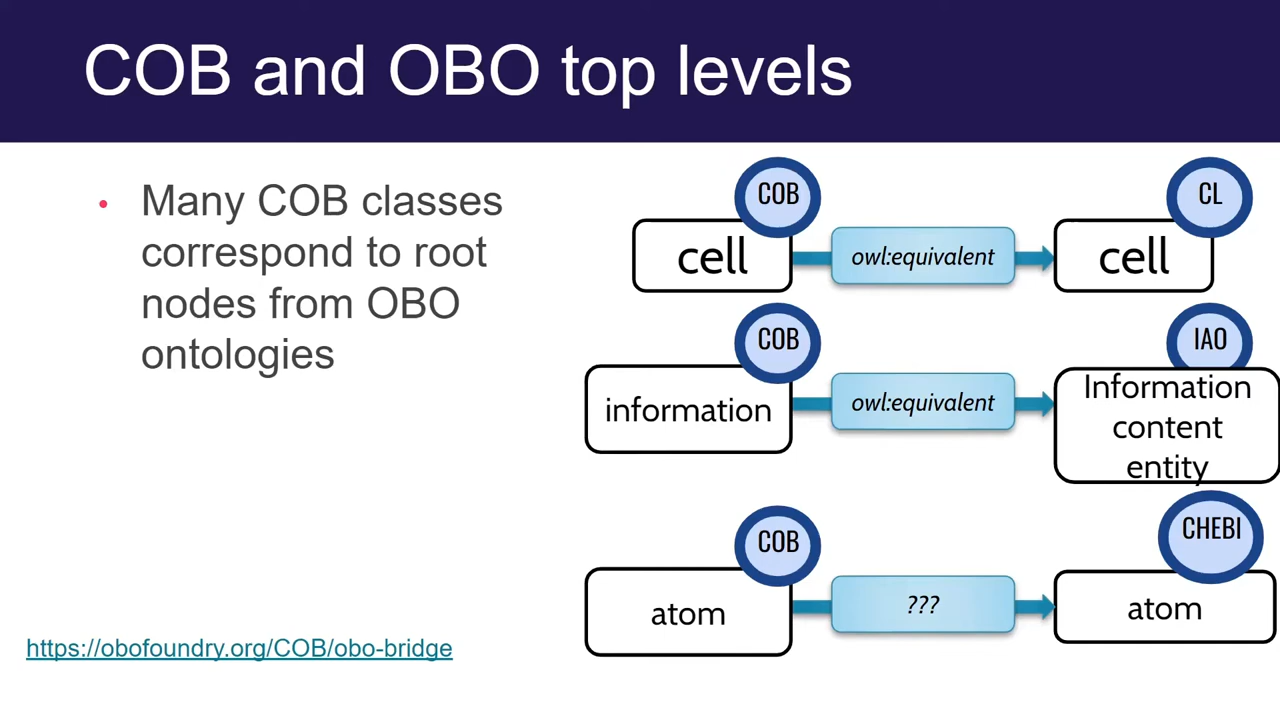 COB and OBO top levels
• Many COB classes
correspond to root
nodes from OBO
ontologies
COB
CL
cell
owl:equivalent
cell
COB
IAO
information
owl:equivalent
Information
content
entity
COB
CHEBI
atom
???
atom
https://obofoundry.org/COB/obo-bridge